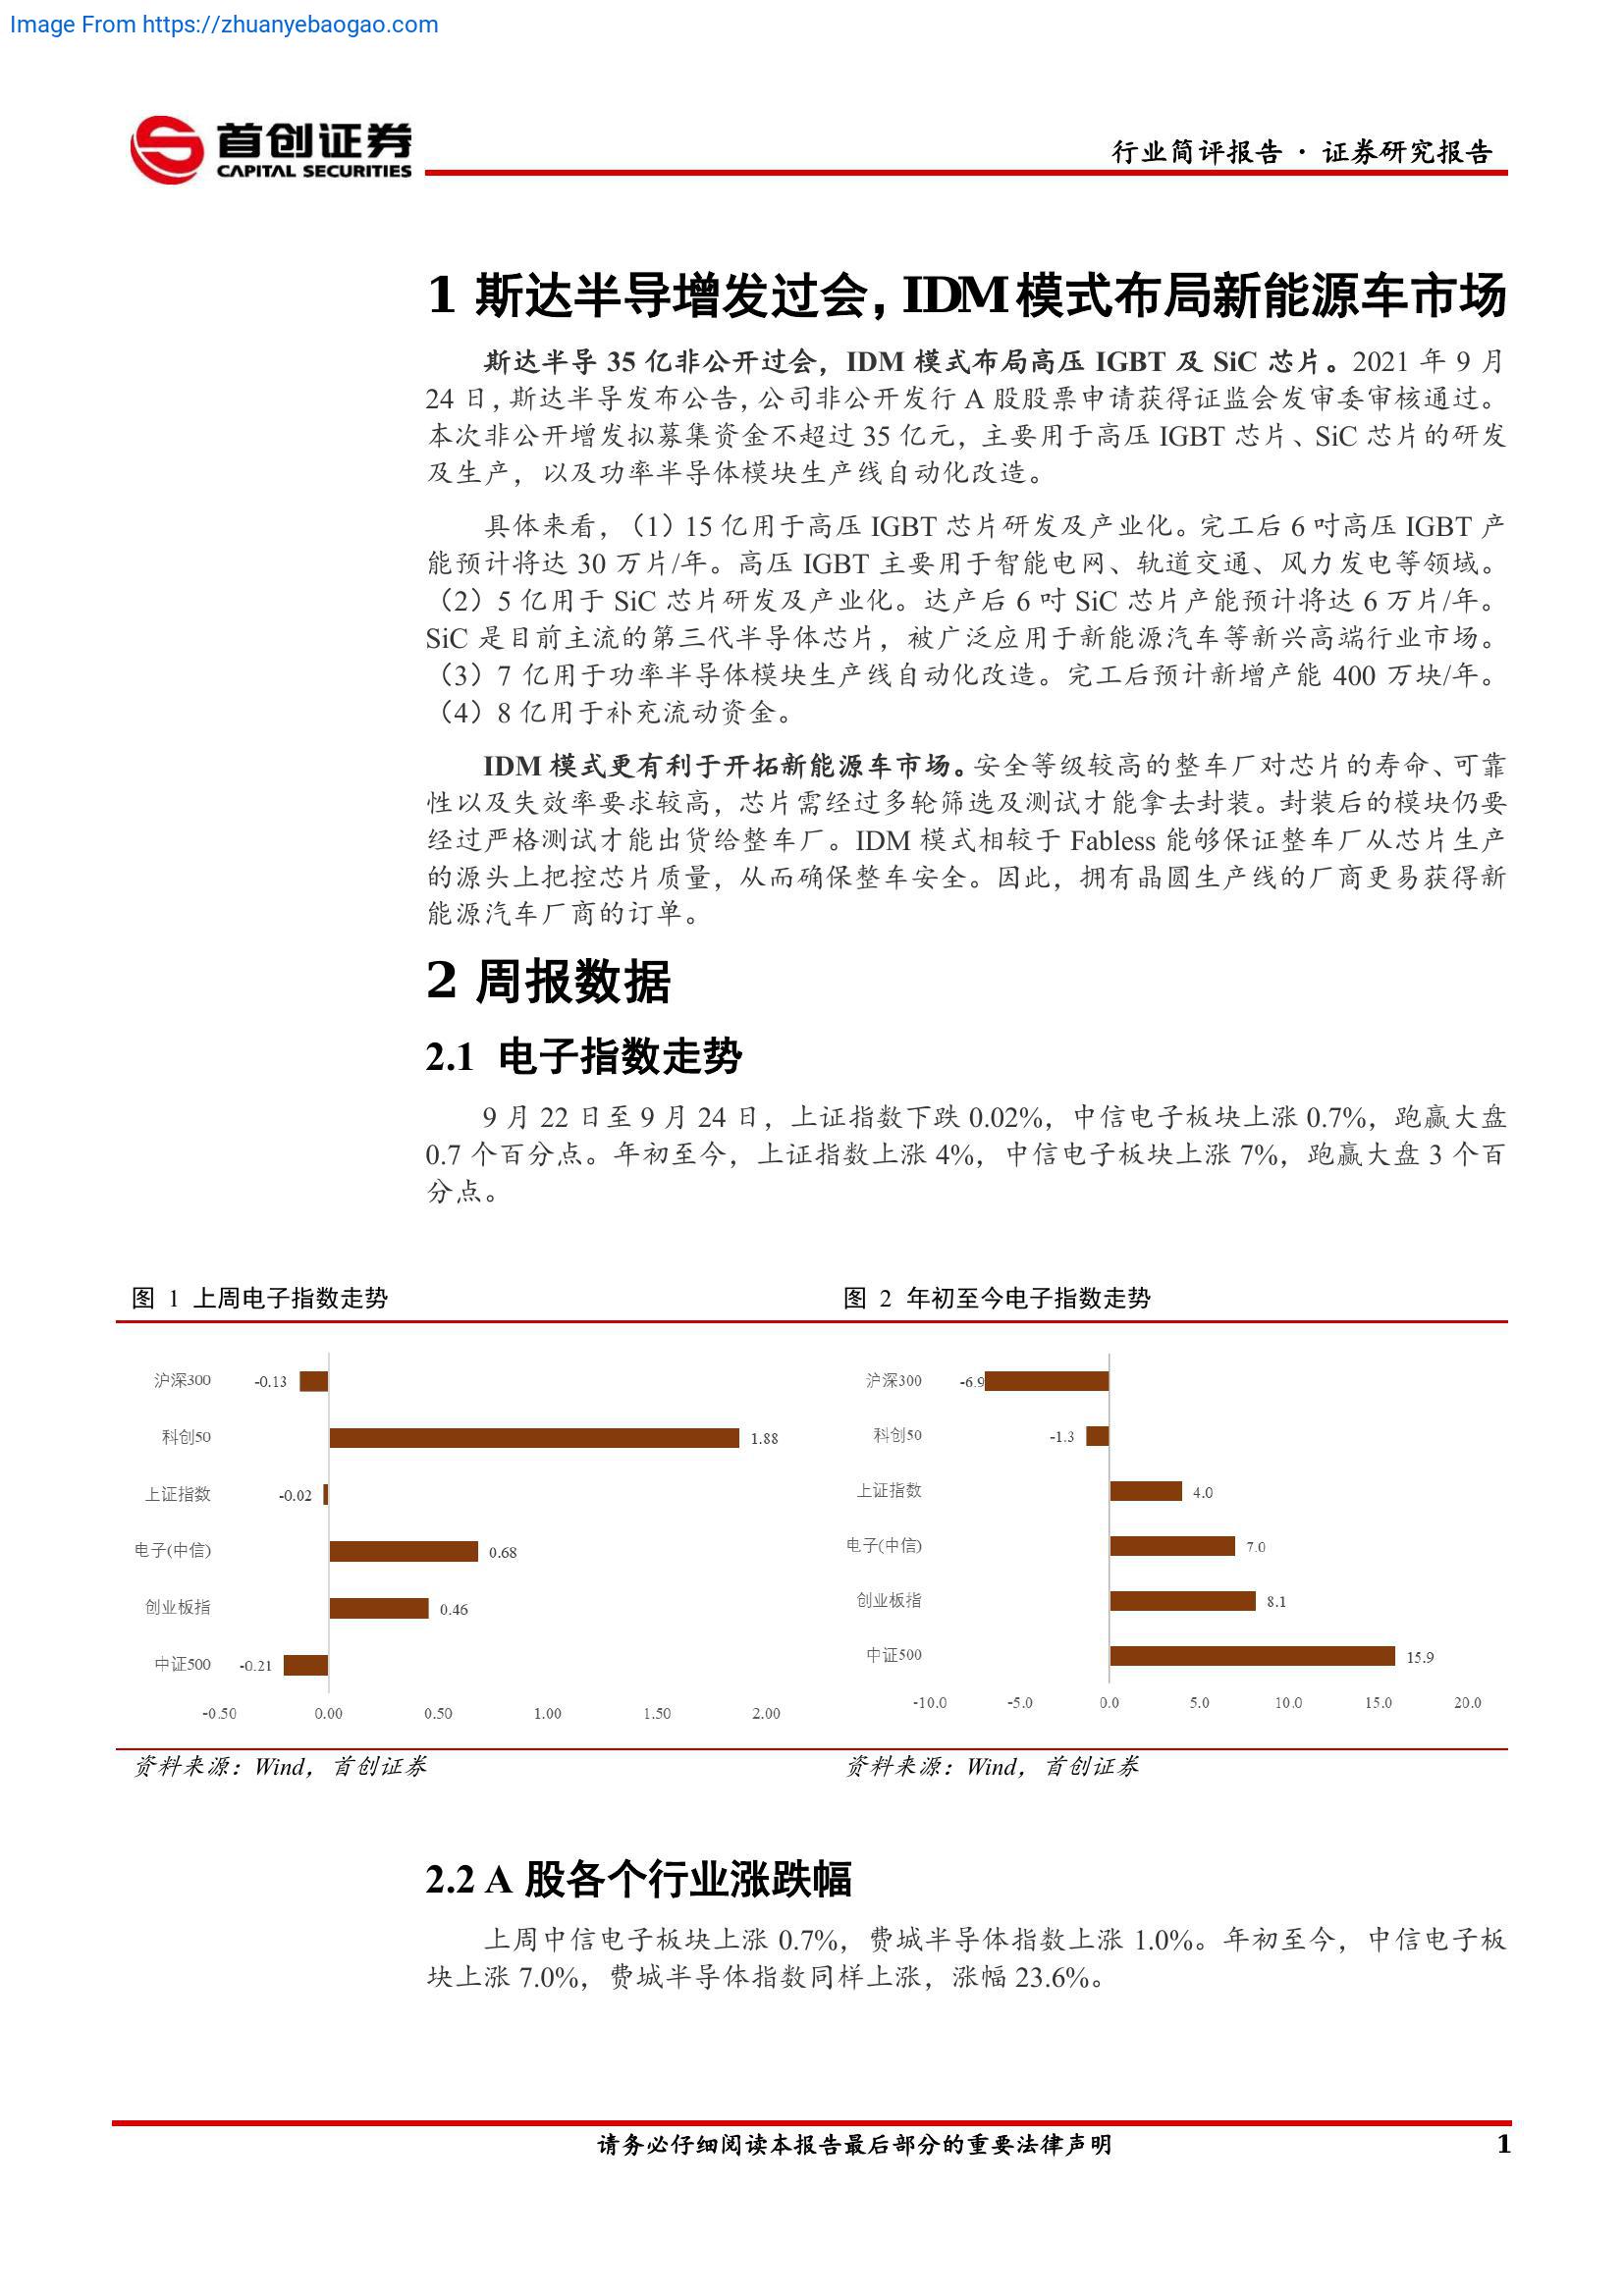 Image From https://zhuanyebaogao.com
首创证券
CAPITAL SECURITIES
行业简评报告 · 证券研究报告
1 斯达半导增发过会，IDM 模式布局新能源车市场
斯达半导 35 亿非公开过会，IDM 模式布局高压 IGBT 及 SiC 芯片。2021 年 9 月
24 日，斯达半导发布公告，公司非公开发行 A 股股票申请获得证监会发审委审核通过。
本次非公开增发拟募集资金不超过 35 亿元，主要用于高压 IGBT 芯片、SiC 芯片的研发
及生产，以及功率半导体模块生产线自动化改造。
具体来看，（1）15 亿用于高压 IGBT 芯片研发及产业化。完工后 6 吋高压 IGBT 产
能预计将达 30 万片/年。高压 IGBT 主要用于智能电网、轨道交通、风力发电等领域。
（2）5 亿用于 SiC 芯片研发及产业化。达产后 6 吋 SiC 芯片产能预计将达 6 万片/年。
SiC 是目前主流的第三代半导体芯片，被广泛应用于新能源汽车等新兴高端行业市场。
（3）7 亿用于功率半导体模块生产线自动化改造。完工后预计新增产能 400 万块/年。
（4）8 亿用于补充流动资金。
IDM 模式更有利于开拓新能源车市场。安全等级较高的整车厂对芯片的寿命、可靠
性以及失效率要求较高，芯片需经过多轮筛选及测试才能拿去封装。封装后的模块仍要
经过严格测试才能出货给整车厂。IDM 模式相较于 Fabless 能够保证整车厂从芯片生产
的源头上把控芯片质量，从而确保整车安全。因此，拥有晶圆生产线的厂商更易获得新
能源汽车厂商的订单。
2 周报数据
2.1 电子指数走势
9 月 22 日至 9 月 24 日，上证指数下跌 0.02%，中信电子板块上涨 0.7%，跑赢大盘
0.7 个百分点。年初至今，上证指数上涨 4%，中信电子板块上涨 7%，跑赢大盘 3 个百
分点。
图 1 上周电子指数走势
沪深300 -0.13
科创50 1.88
上证指数 -0.02
电子(中信) 0.68
创业板指 0.46
中证500 -0.21
-0.50 0.00 0.50 1.00 1.50 2.00
资料来源：Wind，首创证券
图 2 年初至今电子指数走势
沪深300 -6.9
科创50 -1.3
上证指数 4.0
电子(中信) 7.0
创业板指 8.1
中证500 15.9
-10.0 -5.0 0.0 5.0 10.0 15.0 20.0
资料来源：Wind，首创证券
2.2 A 股各个行业涨跌幅
上周中信电子板块上涨 0.7%，费城半导体指数上涨 1.0%。年初至今，中信电子板
块上涨 7.0%，费城半导体指数同样上涨，涨幅 23.6%。
请务必仔细阅读本报告最后部分的重要法律声明 1